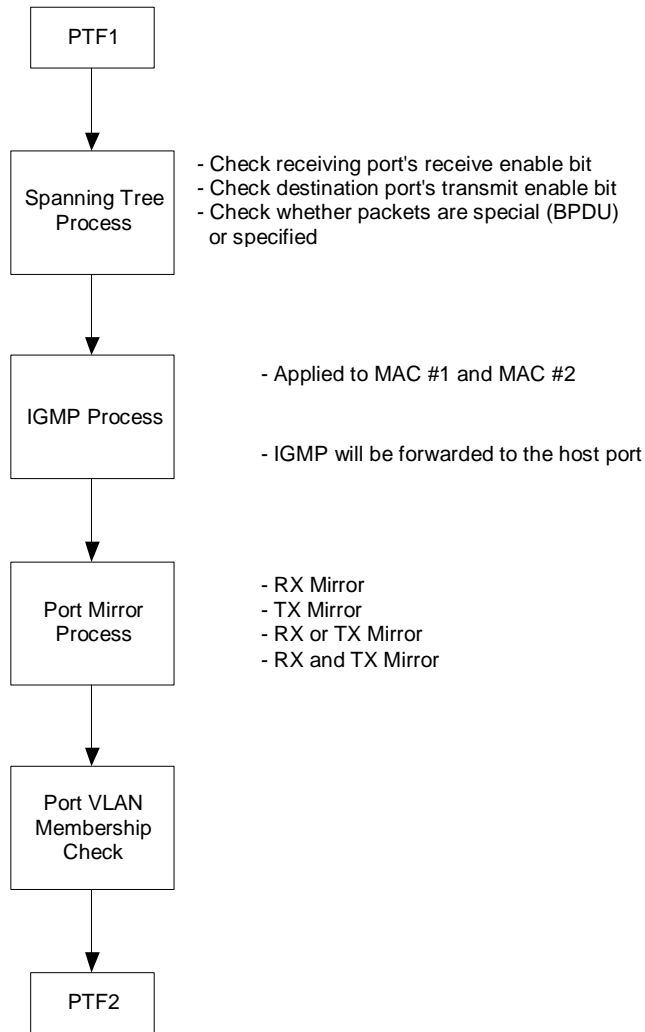 PTF1
Spanning Tree
Process
- Check receiving port's receive enable bit
- Check destination port's transmit enable bit
- Check whether packets are special (BPDU)
or specified
IGMP Process
- Applied to MAC #1 and MAC #2
- IGMP will be forwarded to the host port
Port Mirror
Process
- RX Mirror
- TX Mirror
- RX or TX Mirror
- RX and TX Mirror
Port VLAN
Membership
Check
PTF2